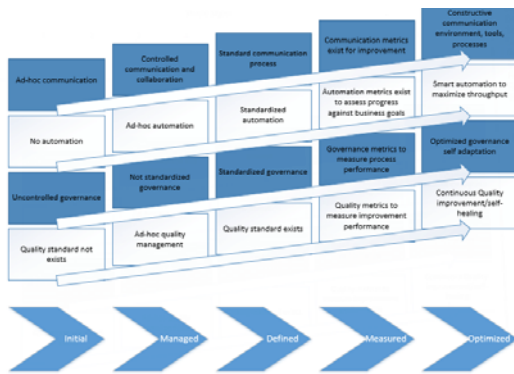 Ad-hoc communication
No automation
Uncontrolled governance
Quality standard not
exists
Controlled
communication and
collaboration
Ad-hoc automation
Not standardized
governance
Ad-hoc quality
management
Standard communication
process
Standardized
automation
Standardized governance
Quality standard exists
Communication metrics
exist for improvement
Automation metrics exist
to assess progress
against business goals
Governance metrics to
measure process
performance
Quality metrics to
measure improvement
performance
Constructive
communication
environment, tools,
processes
Smart automation to
maximize throughput
Optimized governance
self adaptation
Continuous Quality
improvement/self-
healing
Initial
Managed
Defined
Measured
Optimized